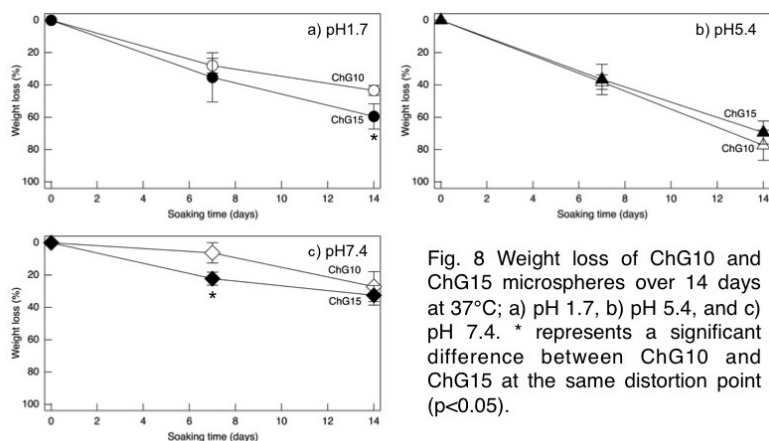 a) pH1.7
0
20
40
60
80
100
Weight loss (%)
ChG10
ChG15
*
0 2 4 6 8 10 12 14
Soaking time (days)
b) pH5.4
0
20
40
60
80
100
Weight loss (%)
ChG15
ChG10
0 2 4 6 8 10 12 14
Soaking time (days)
c) pH7.4
0
20
40
60
80
100
Weight loss (%)
ChG10
ChG15
*
0 2 4 6 8 10 12 14
Soaking time (days)
Fig. 8 Weight loss of ChG10 and
ChG15 microspheres over 14 days
at 37°C; a) pH 1.7, b) pH 5.4, and c)
pH 7.4. * represents a significant
difference between ChG10 and
ChG15 at the same distortion point
(p<0.05).